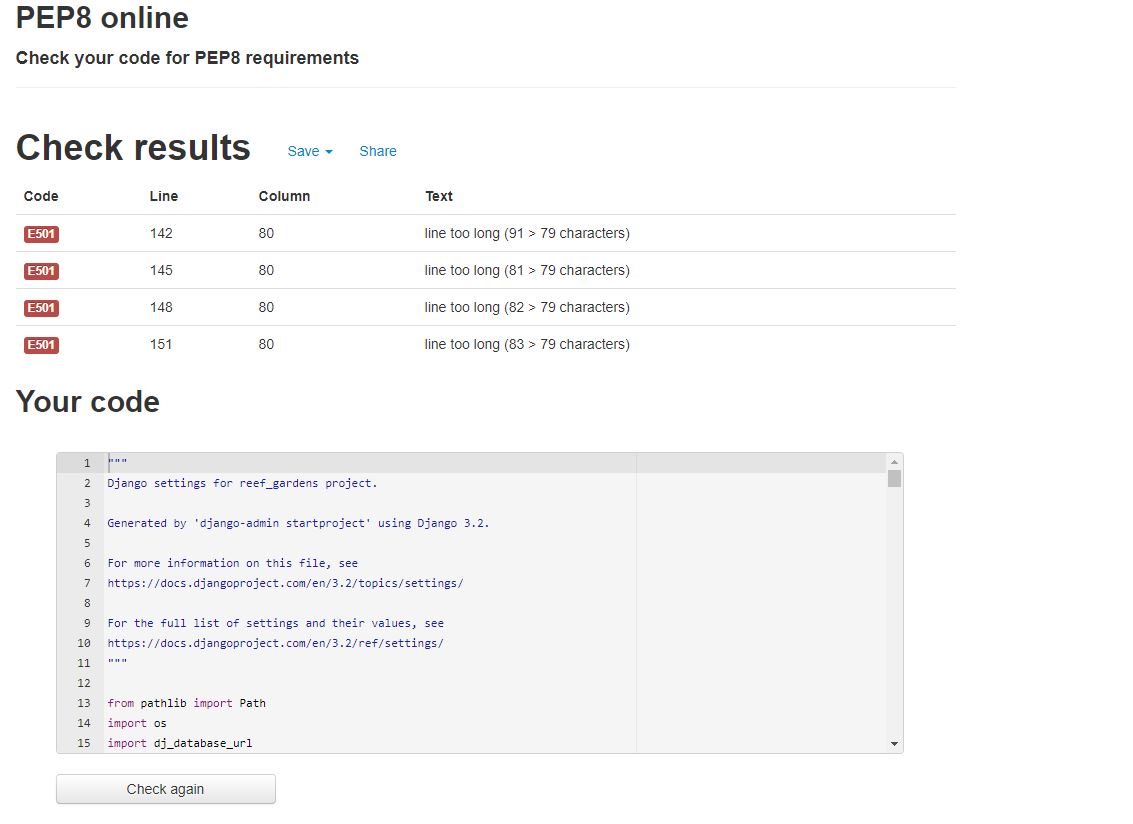 PEP8 online
Check your code for PEP8 requirements
Check results Save Share
Code Line Column Text
E501 142 80 line too long (91 > 79 characters)
E501 145 80 line too long (81 > 79 characters)
E501 148 80 line too long (82 > 79 characters)
E501 151 80 line too long (83 > 79 characters)
Your code
1 """
2 Django settings for reef_gardens project.
3
4 Generated by 'django-admin startproject' using Django 3.2.
5
6 For more information on this file, see
7 https://docs.djangoproject.com/en/3.2/topics/settings/
8
9 For the full list of settings and their values, see
10 https://docs.djangoproject.com/en/3.2/ref/settings/
11 """
12
13 from pathlib import Path
14 import os
15 import dj_database_url
Check again